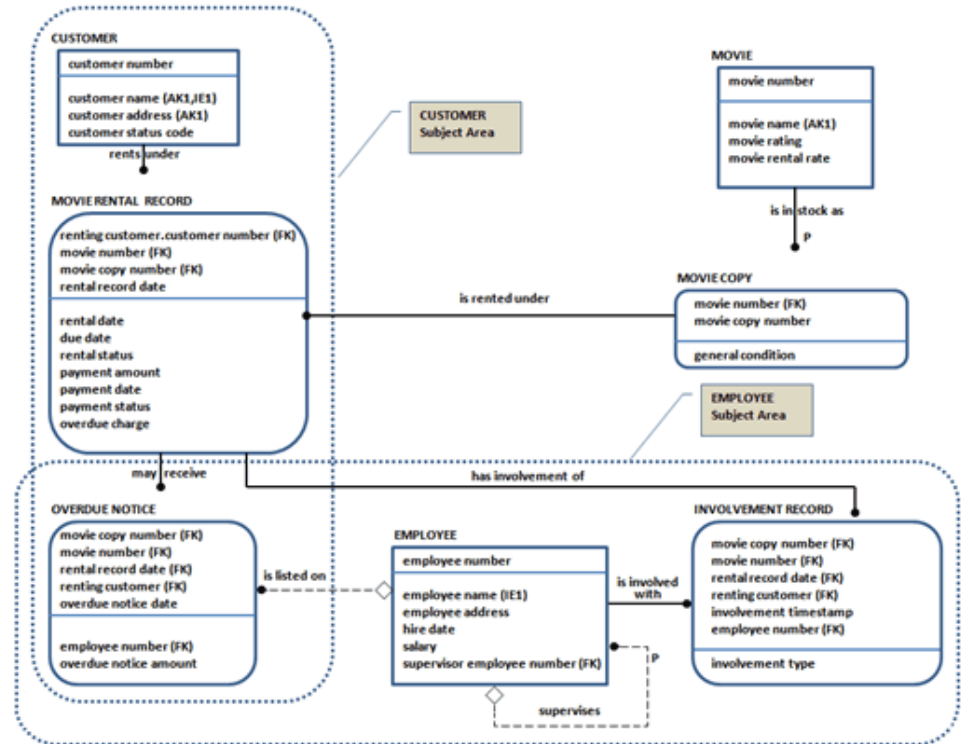 CUSTOMER
customer number
customer name (AK1,IE1)
customer address (AK1)
customer status code
rents under
CUSTOMER
Subject Area
MOVIE
movie number
movie name (AK1)
movie rating
movie rental rate
is in stock as
P
MOVIE RENTAL RECORD
renting customer.customer number (FK)
movie number (FK)
movie copy number (FK)
rental record date
rental date
due date
rental status
payment amount
payment date
payment status
overdue charge
is rented under
MOVIE COPY
movie number (FK)
movie copy number
general condition
EMPLOYEE
Subject Area
may receive
has involvement of
OVERDUE NOTICE
movie copy number (FK)
movie number (FK)
rental record date (FK)
renting customer (FK)
overdue notice date
employee number (FK)
overdue notice amount
is listed on
EMPLOYEE
employee number
employee name (IE1)
employee address
hire date
salary
supervisor employee number (FK)
P
supervises
is involved
with
INVOLVEMENT RECORD
movie copy number (FK)
movie number (FK)
rental record date (FK)
renting customer (FK)
involvement timestamp
employee number (FK)
involvement type